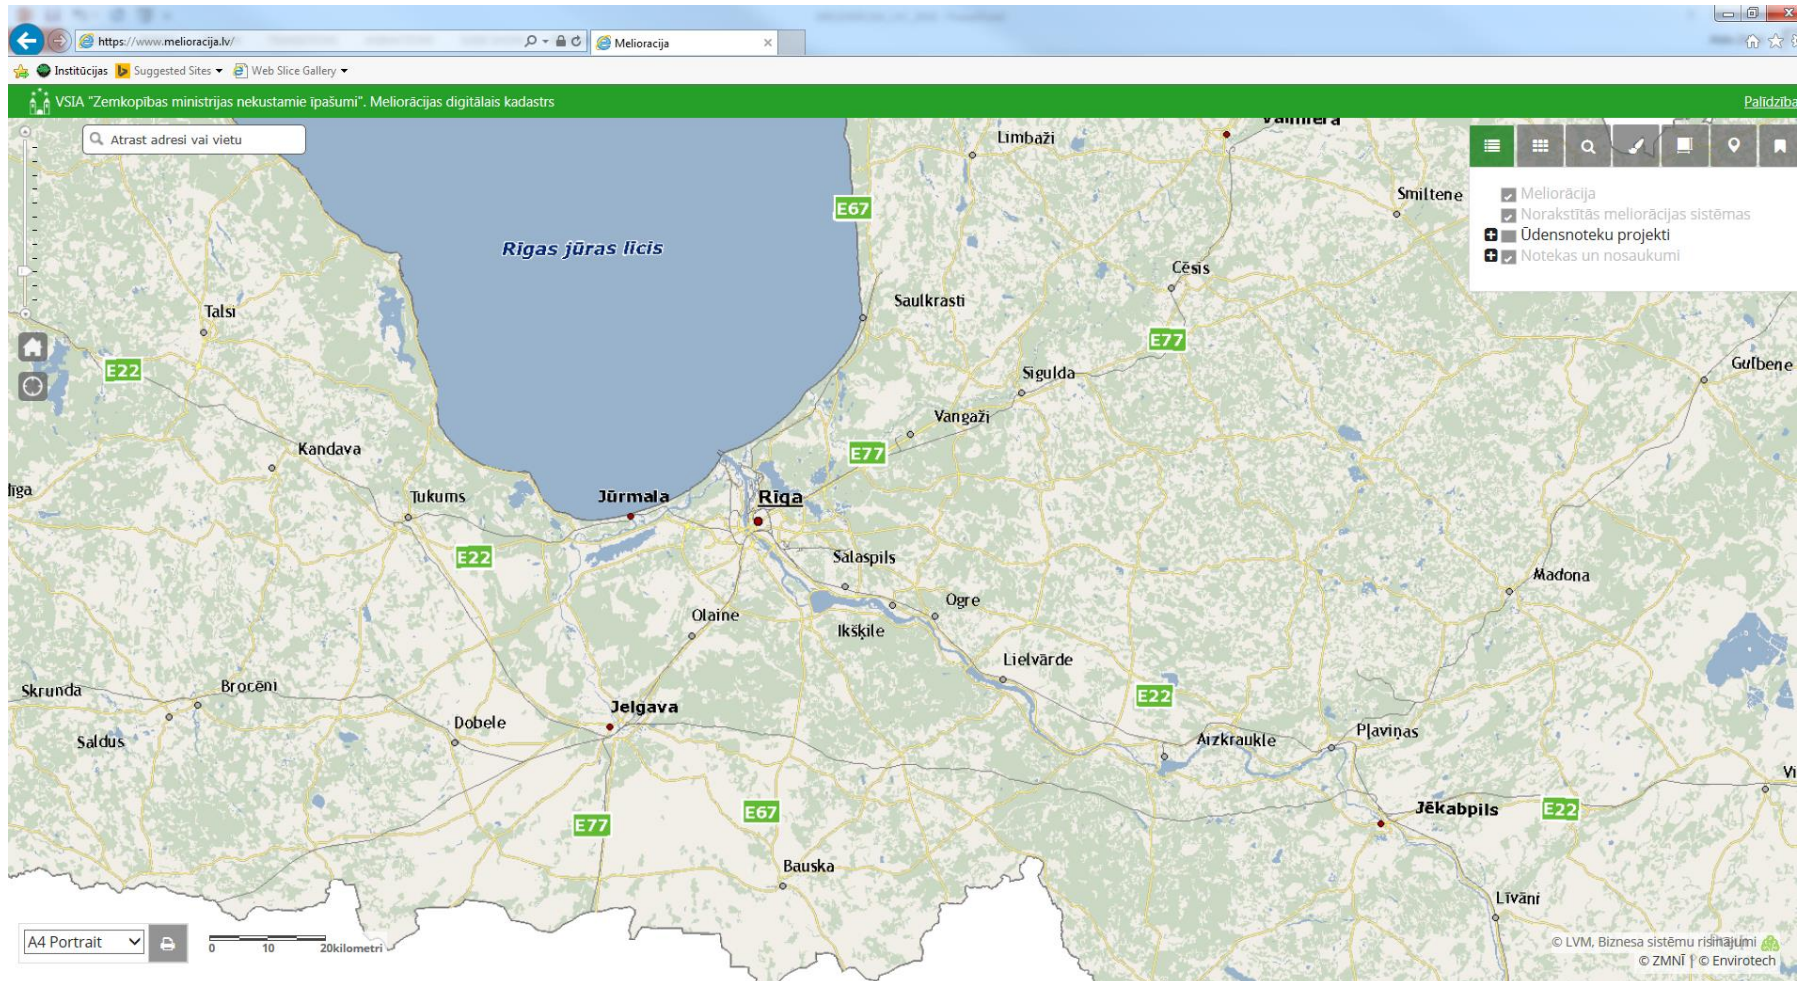 https://www.melioracija.lv/
Melioracija
Institūcijas
Suggested Sites
Web Slice Gallery
VSIA "Zemkopības ministrijas nekustamie īpašumi". Meliorācijas digitālais kadastrs
Palīdzība
Atrast adresi vai vietu
Valmiera
Limbaži
Smiltene
Meliorācija
Norakstītās meliorācijas sistēmas
Ūdensnoteku projekti
Notekas un nosaukumi
E67
Rīgas jūras līcis
Cēsis
Saulkrasti
Talsi
E77
E22
Gulbene
Sigulda
Vangaži
Kandava
E77
Tukums
Jūrmala
Rīga
E22
Salaspils
Madona
Ogre
Olaine
Ikšķile
Lielvārde
Skrunda
Brocēni
E22
Jelgava
Dobele
Saldus
Aizkraukle
Pļaviņas
E67
E77
Jēkabpils
E22
Bauska
Līvāni
A4 Portrait
0 10 20kilometri
© LVM, Biznesa sistēmu risinājumi
© ZMNĪ | © Envirotech